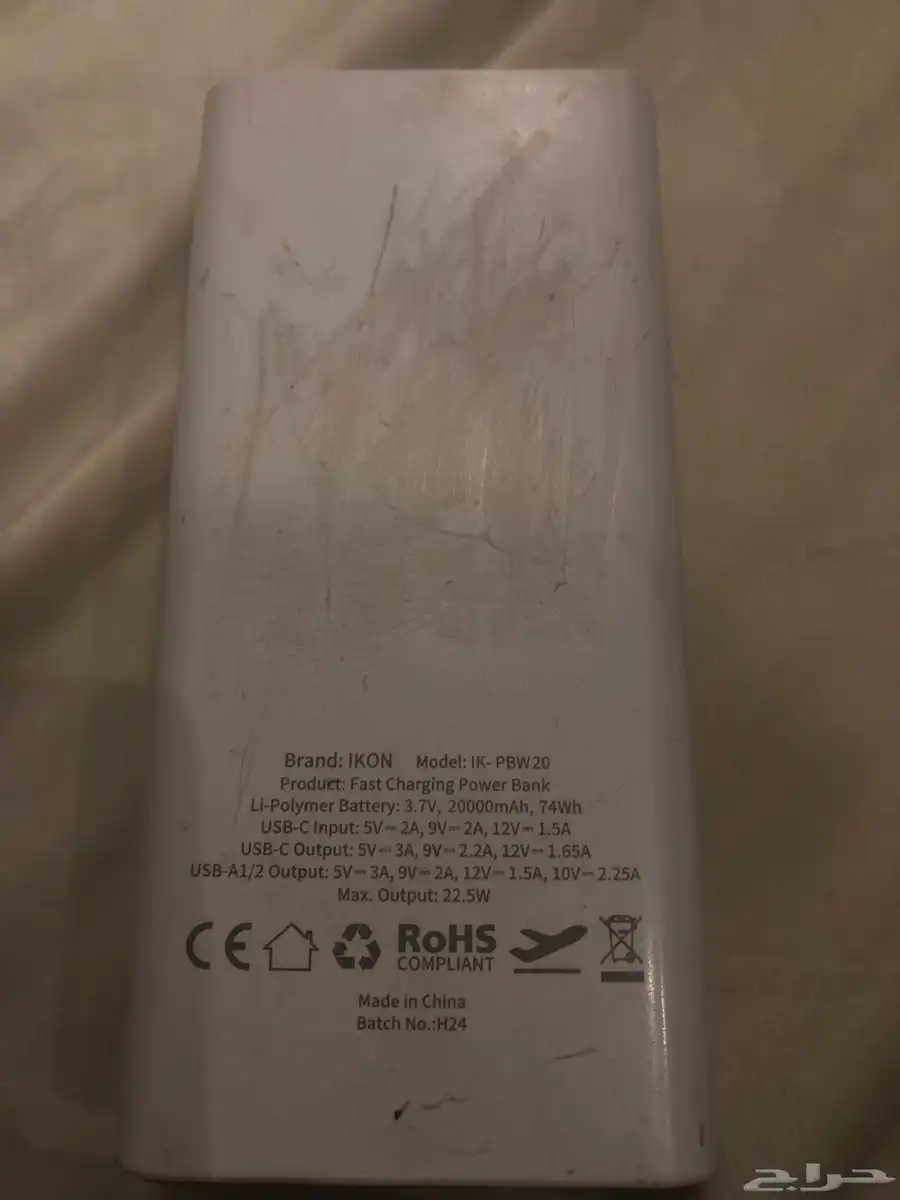 Brand: IKON Model: IK- PBW20
Product: Fast Charging Power Bank
Li-Polymer Battery: 3.7V, 20000mAh, 74Wh
USB-C Input: 5V⎓2A, 9V⎓2A, 12V⎓1.5A
USB-C Output: 5V⎓3A, 9V⎓2.2A, 12V⎓1.65A
USB-A1/2 Output: 5V⎓3A, 9V⎓2A, 12V⎓1.5A, 10V⎓2.25A
Max. Output: 22.5W
CE RoHS
COMPLIANT
Made in China
Batch No.:H24
حراج